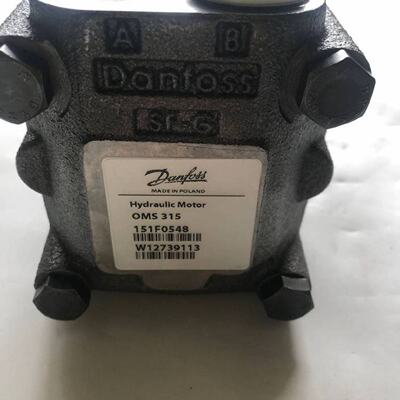 A B
Danfoss
Danfoss
MADE IN POLAND
Hydraulic Motor
OMS 315
151F0548
W12739113